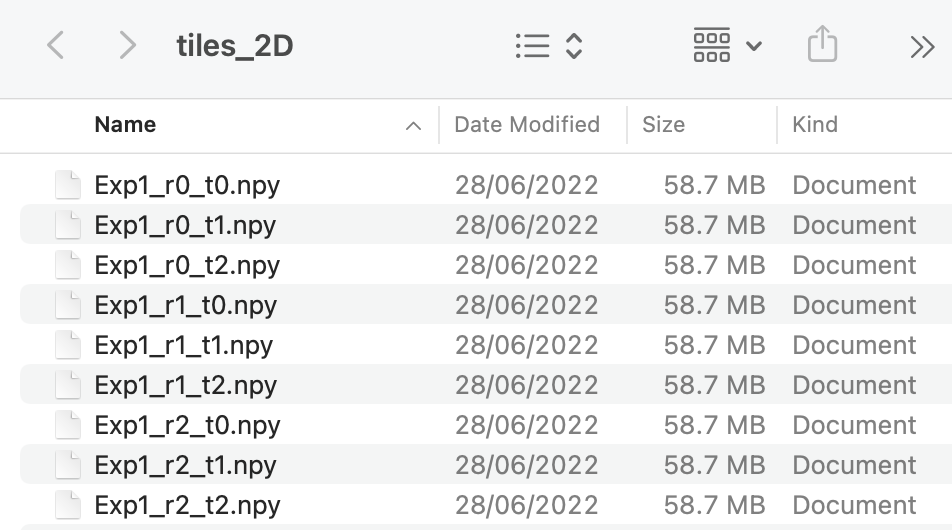 tiles_2D
Name Date Modified Size Kind
Exp1_r0_t0.npy 28/06/2022 58.7 MB Document
Exp1_r0_t1.npy 28/06/2022 58.7 MB Document
Exp1_r0_t2.npy 28/06/2022 58.7 MB Document
Exp1_r1_t0.npy 28/06/2022 58.7 MB Document
Exp1_r1_t1.npy 28/06/2022 58.7 MB Document
Exp1_r1_t2.npy 28/06/2022 58.7 MB Document
Exp1_r2_t0.npy 28/06/2022 58.7 MB Document
Exp1_r2_t1.npy 28/06/2022 58.7 MB Document
Exp1_r2_t2.npy 28/06/2022 58.7 MB Document